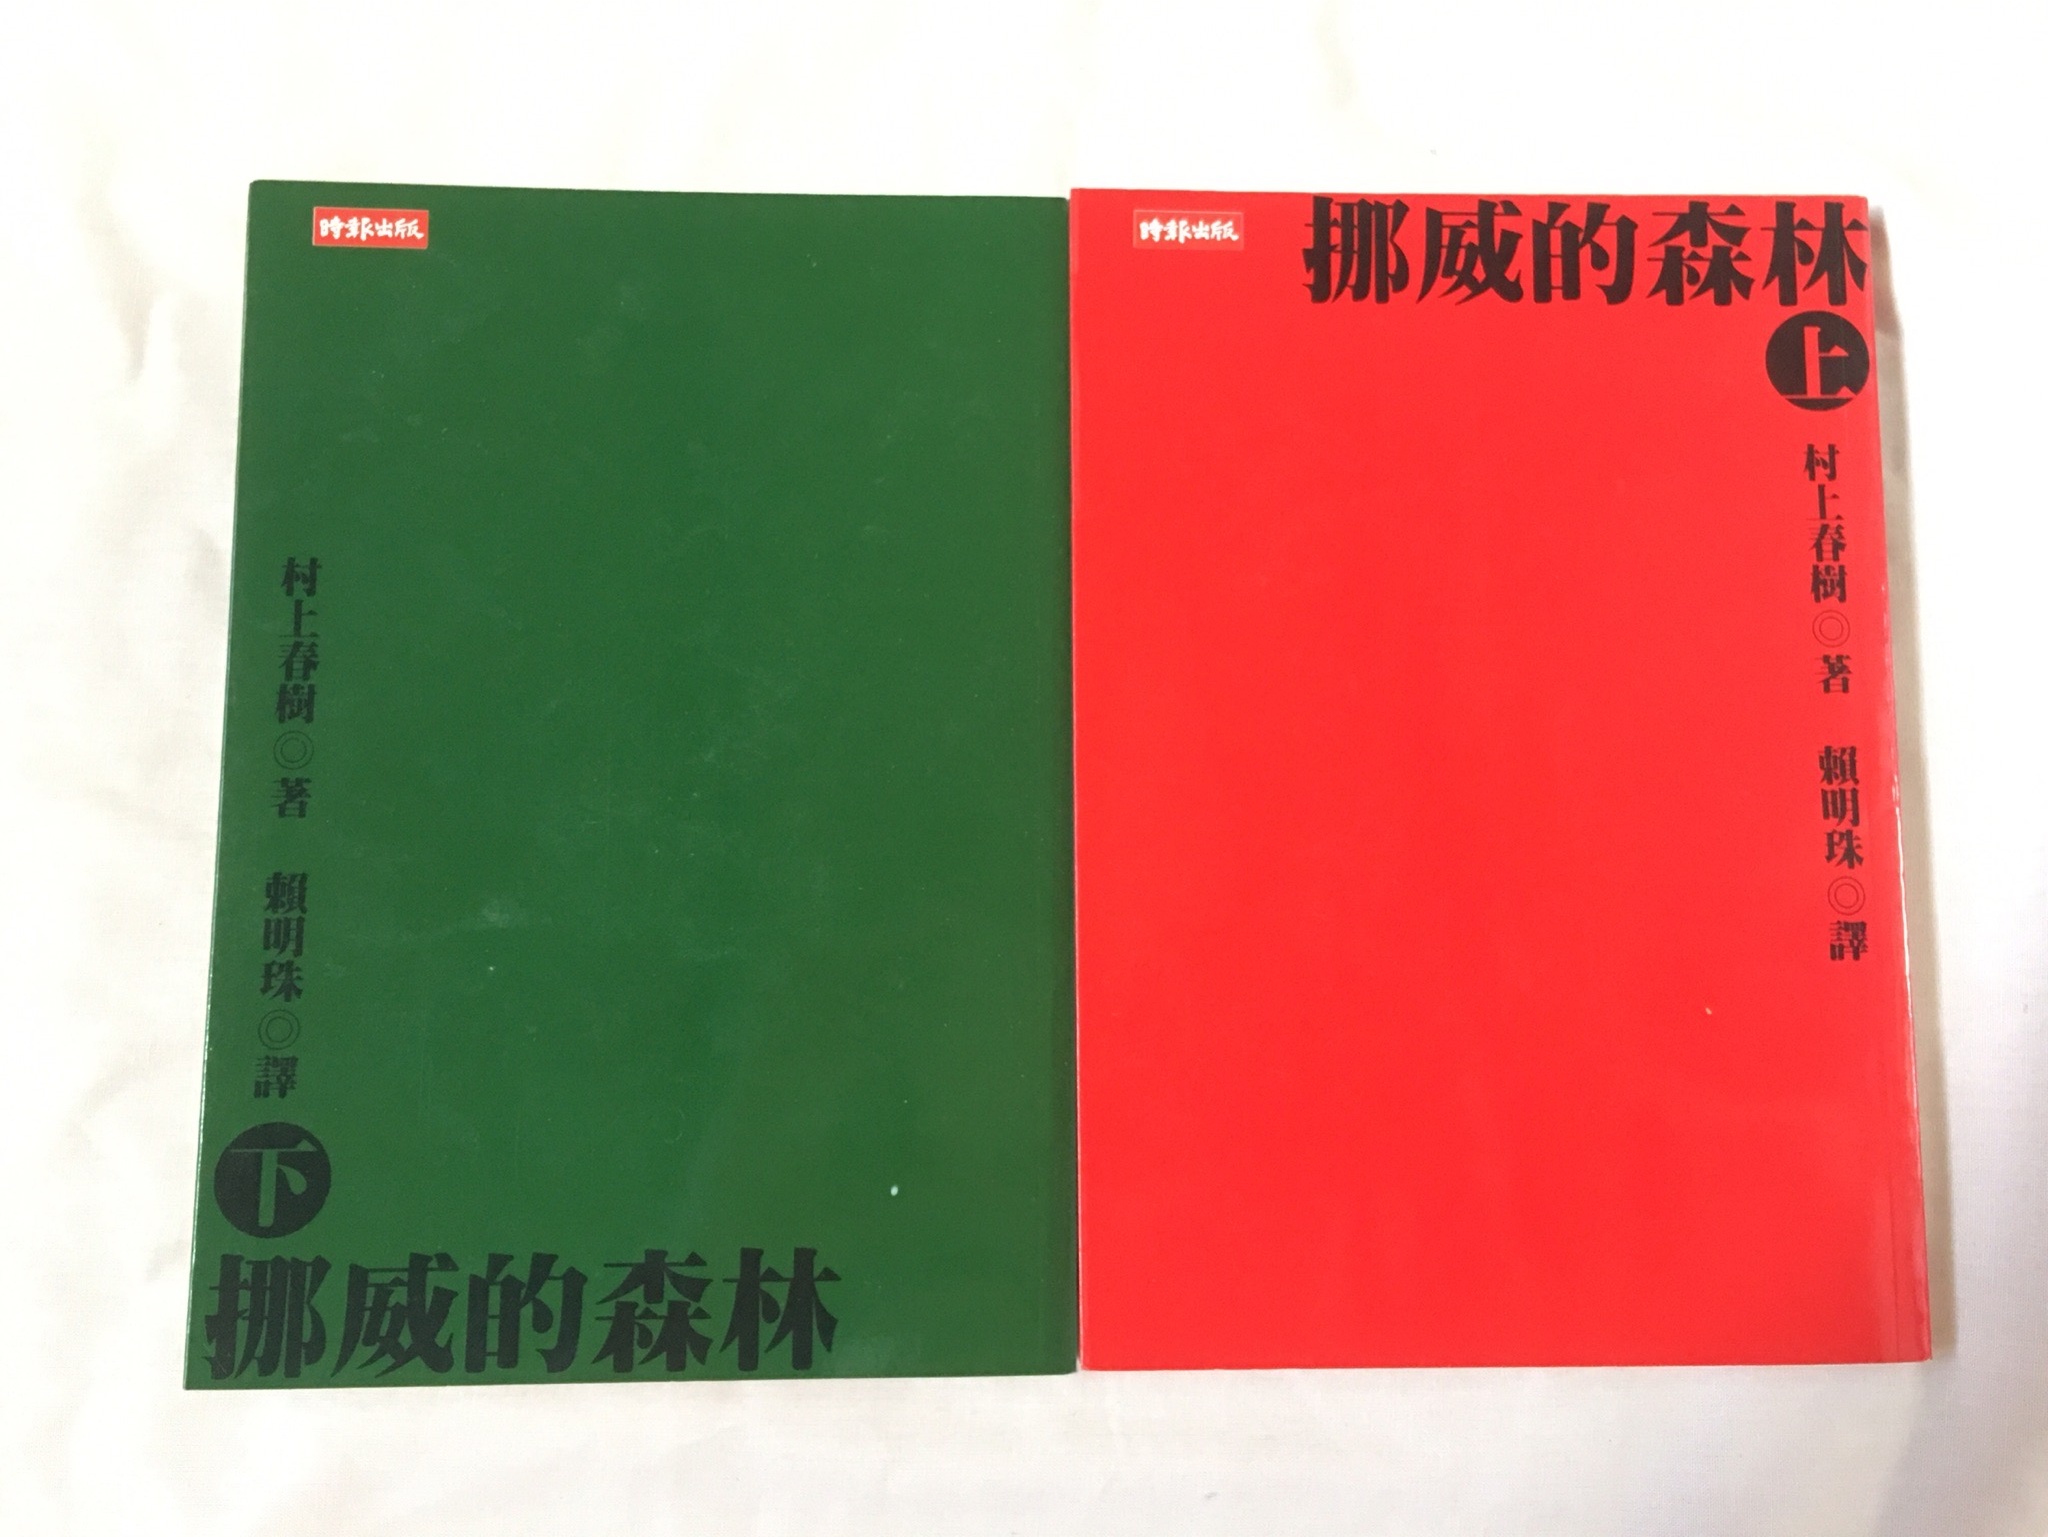 時報出版
村上春樹◎著 賴明珠◎譯
下
挪威的森林
時報出版
挪威的森林
上
村上春樹◎著 賴明珠◎譯